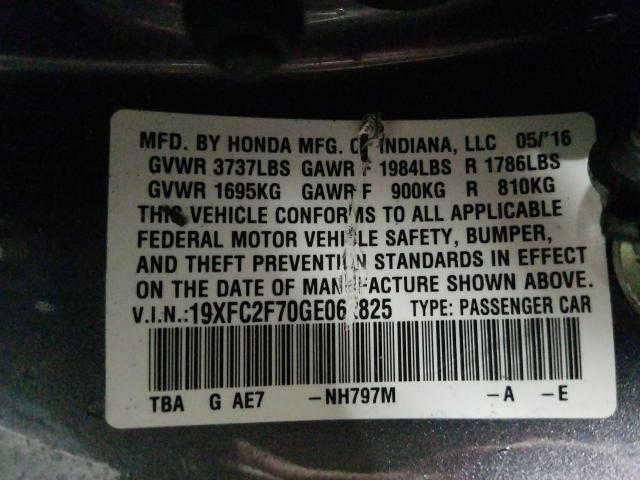 MFD. BY HONDA MFG. OF INDIANA, LLC 05/'16
GVWR 3737LBS GAWR F 1984LBS R 1786LBS
GVWR 1695KG GAWR F 900KG R 810KG
THIS VEHICLE CONFORMS TO ALL APPLICABLE
FEDERAL MOTOR VEHICLE SAFETY, BUMPER,
AND THEFT PREVENTION STANDARDS IN EFFECT
ON THE DATE OF MANUFACTURE SHOWN ABOVE.
V.I.N.: TYPE: PASSENGER CAR
TBA G AE7 -NH797M -A -E